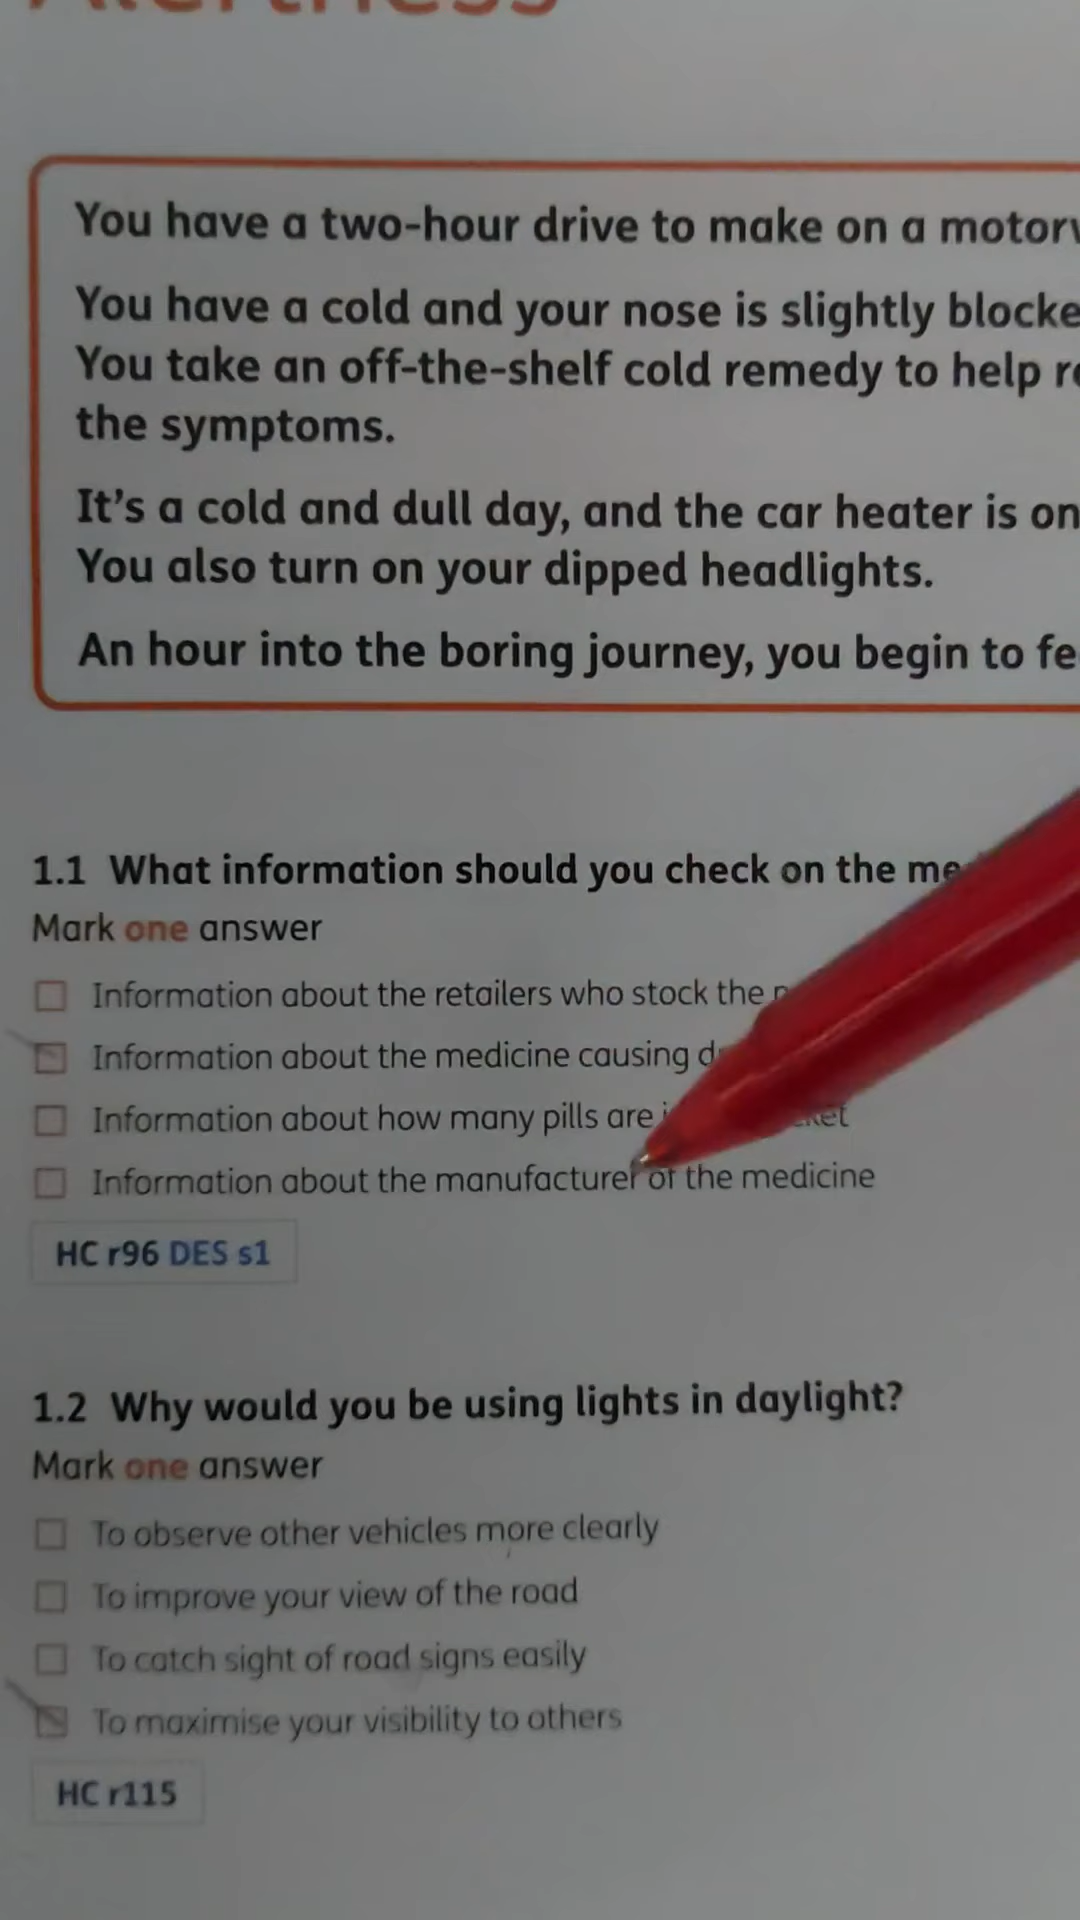 Alertness
You have a two-hour drive to make on a
You have a cold and your nose is slightly
You take an off-the-shelf cold remedy to help
the symptoms.
It's a cold and dull day, and the car heater is on
You also turn on your dipped headlights.
An hour into the boring journey, you begin to
1.1 What information should you check on the
Mark one answer
Information about the retailers who stock the
Information about the medicine causing
Information about how many pills are
Information about the manufacturer of the medicine
HC r96 DES s1
1.2 Why would you be using lights in daylight?
Mark one answer
To observe other vehicles more clearly
To improve your view of the road
To catch sight of road signs easily
To maximise your visibility to others
HC r115